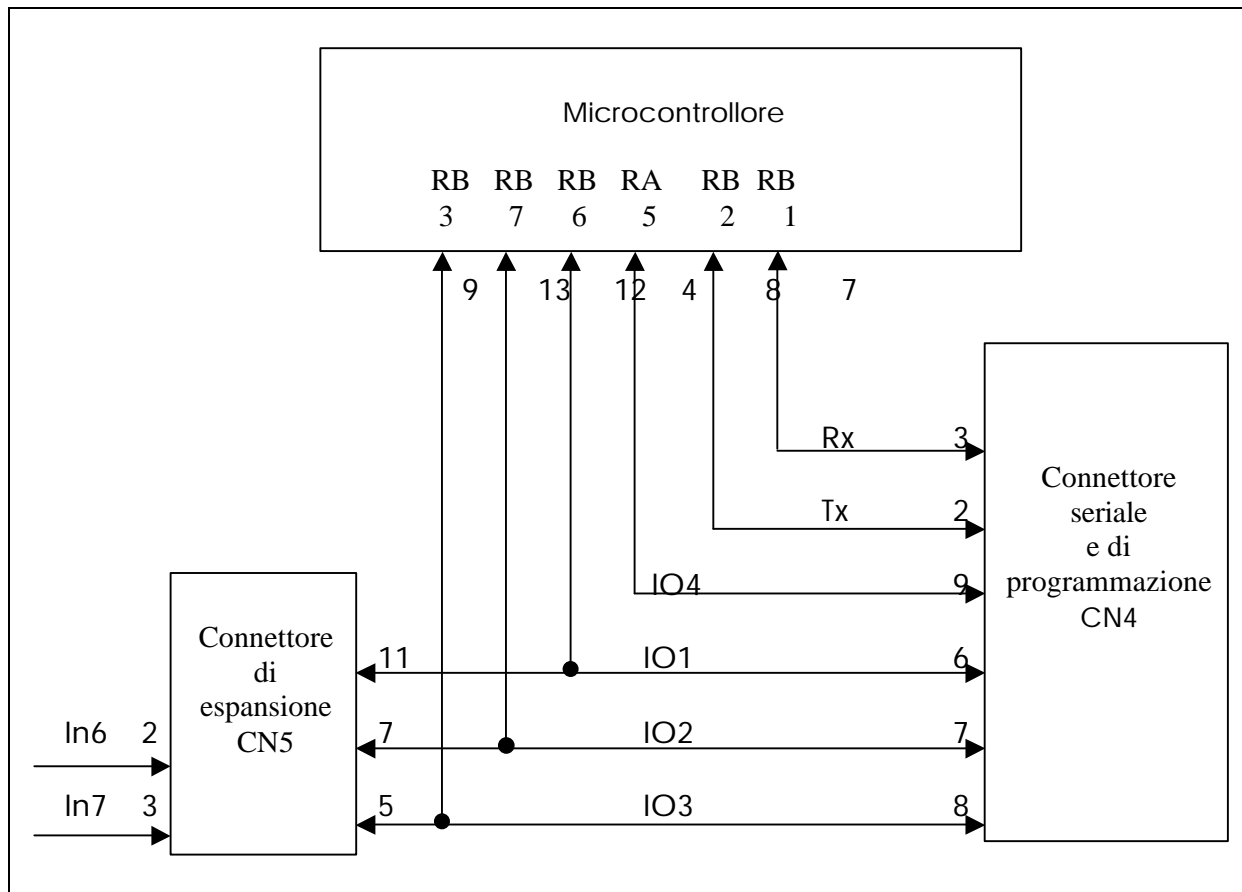 Microcontrollore
RB RB RB RA RB RB
3 7 6 5 2 1
9 13 12 4 8 7
Rx 3
Tx 2
IO4 9
Connettore
seriale
e di
programmazione
CN4
Connettore
di
espansione
CN5
11 IO1 6
7 IO2 7
5 IO3 8
In6 2
In7 3